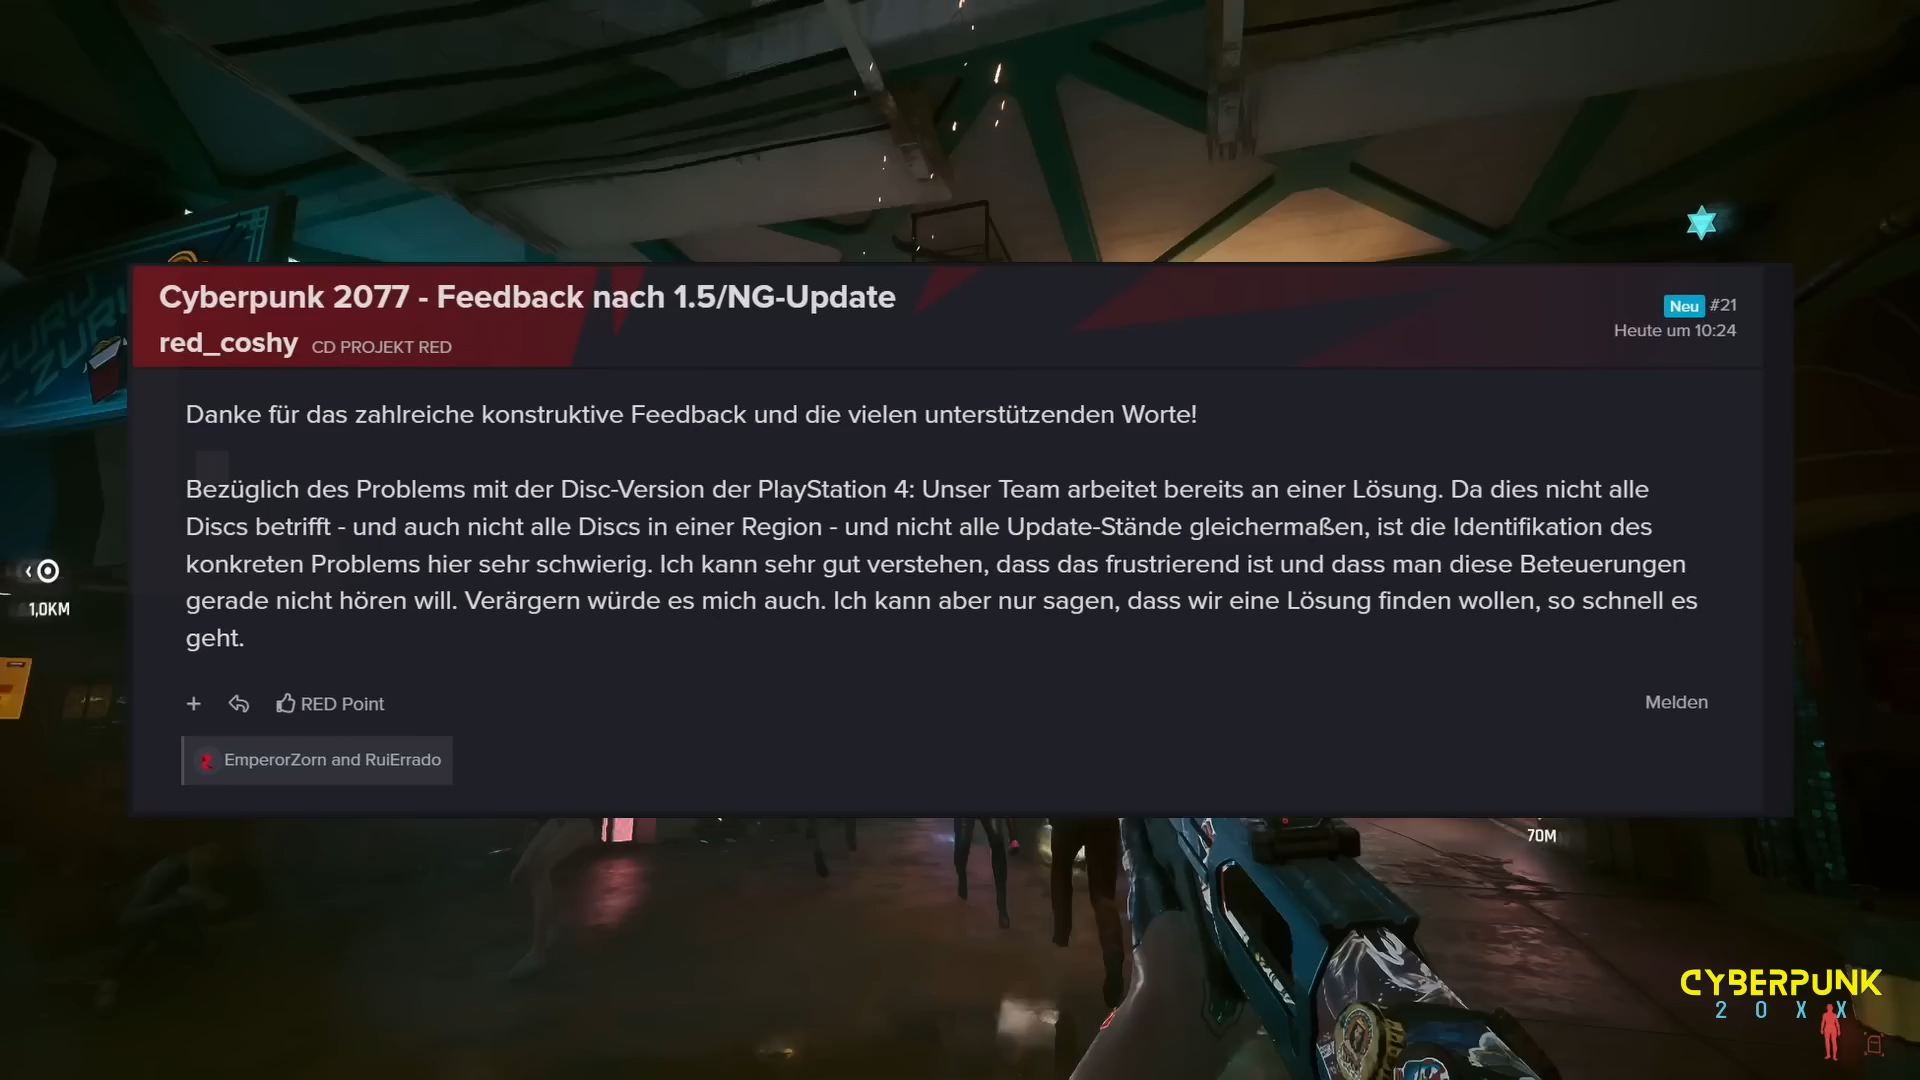 Cyberpunk 2077 - Feedback nach 1.5/NG-Update
Neu #21
red_coshy CD PROJEKT RED
Heute um 10:24
Danke für das zahlreiche konstruktive Feedback und die vielen unterstützenden Worte!
Bezüglich des Problems mit der Disc-Version der PlayStation 4: Unser Team arbeitet bereits an einer Lösung. Da dies nicht alle
Discs betrifft - und auch nicht alle Discs in einer Region - und nicht alle Update-Stände gleichermaßen, ist die Identifikation des
konkreten Problems hier sehr schwierig. Ich kann sehr gut verstehen, dass das frustrierend ist und dass man diese Beteuerungen
gerade nicht hören will. Verärgern würde es mich auch. Ich kann aber nur sagen, dass wir eine Lösung finden wollen, so schnell es
geht.
1,0KM
+ RED Point
Melden
EmperorZorn and RuiErrado
70M
CYBERPUNK
20XX